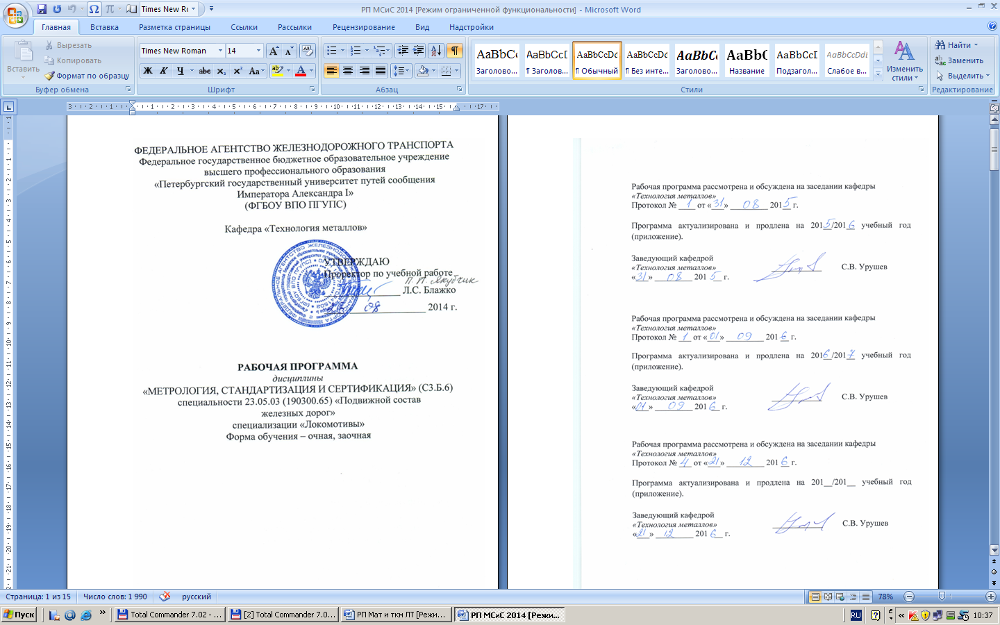 РП МСиС 2014 [Режим ограниченной функциональности] - Microsoft Word
Times New Rc
Главная Вставка Разметка страницы Ссылки Рассылки Рецензирование Вид Надстройки
Вставить
Вырезать
Копировать
Формат по образцу
Буфер обмена
Times New Roman 14
Ж К Ч abc x₂ x² Aa
Шрифт
Абзац
AaBbCc AaBbCcD AaBbCcDd AaBbCcDd AaBbCc AaBbC AaBbCcD AaBbCcDdE
Заголово... ¶ Заголов... ¶ Обычный ¶ Без инте... Заголово... Название Подзагол... Слабое в...
Стили
Изменить стили
Найти
Заменить
Выделить
Редактирование
ФЕДЕРАЛЬНОЕ АГЕНТСТВО ЖЕЛЕЗНОДОРОЖНОГО ТРАНСПОРТА
Федеральное государственное бюджетное образовательное учреждение
высшего профессионального образования
«Петербургский государственный университет путей сообщения
Императора Александра I»
(ФГБОУ ВПО ПГУПС)
Кафедра «Технология металлов»
УТВЕРЖДАЮ
Проректор по учебной работе
П. П. Якубчик
Л.С. Блажко
08 2014 г.
РАБОЧАЯ ПРОГРАММА
дисциплины
«МЕТРОЛОГИЯ, СТАНДАРТИЗАЦИЯ И СЕРТИФИКАЦИЯ» (С3.Б.6)
специальности 23.05.03 (190300.65) «Подвижной состав
железных дорог»
специализации «Локомотивы»
Форма обучения – очная, заочная
Рабочая программа рассмотрена и обсуждена на заседании кафедры
«Технология металлов»
Протокол № 1 от «31» 08 2015 г.
Программа актуализирована и продлена на 2015/2016 учебный год
(приложение).
Заведующий кафедрой
«Технология металлов» С.В. Урушев
«31» 08 2015 г.
Рабочая программа рассмотрена и обсуждена на заседании кафедры
«Технология металлов»
Протокол № 1 от «01» 09 2016 г.
Программа актуализирована и продлена на 2016/2017 учебный год
(приложение).
Заведующий кафедрой
«Технология металлов» С.В. Урушев
«01» 09 2016 г.
Рабочая программа рассмотрена и обсуждена на заседании кафедры
«Технология металлов»
Протокол № 4 от «21» 12 2016 г.
Программа актуализирована и продлена на 201__/201__ учебный год
(приложение).
Заведующий кафедрой
«Технология металлов» С.В. Урушев
«21» 12 2016 г.
Страница: 1 из 15 Число слов: 1 990 русский 78%
Пуск Total Commander 7.02 - ... [2] Total Commander 7.0... РП Мат и ткм ЛТ [Режи... РП МСиС 2014 [Режи... RU 10:37